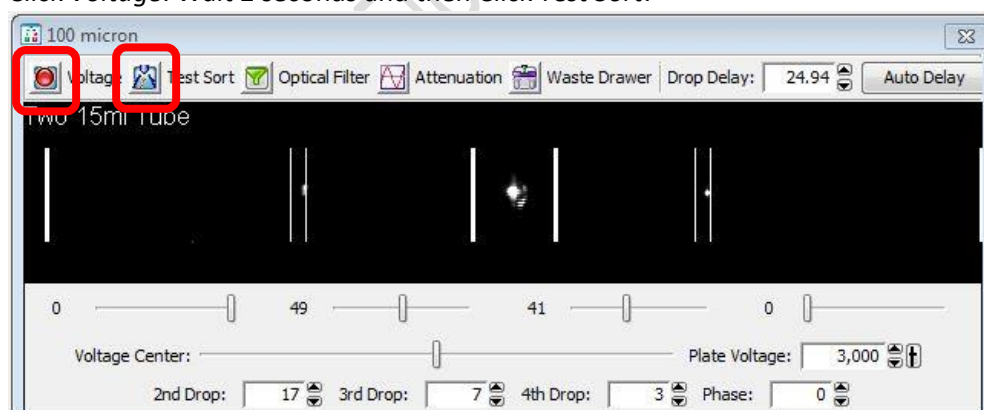 Click Voltage. Wait 2 seconds and then Click Test Sort.
100 micron
Voltage Test Sort Optical Filter Attenuation Waste Drawer Drop Delay: 24.94 Auto Delay
Two 15ml Tube
0 49 41 0
Voltage Center: Plate Voltage: 3,000
2nd Drop: 17 3rd Drop: 7 4th Drop: 3 Phase: 0